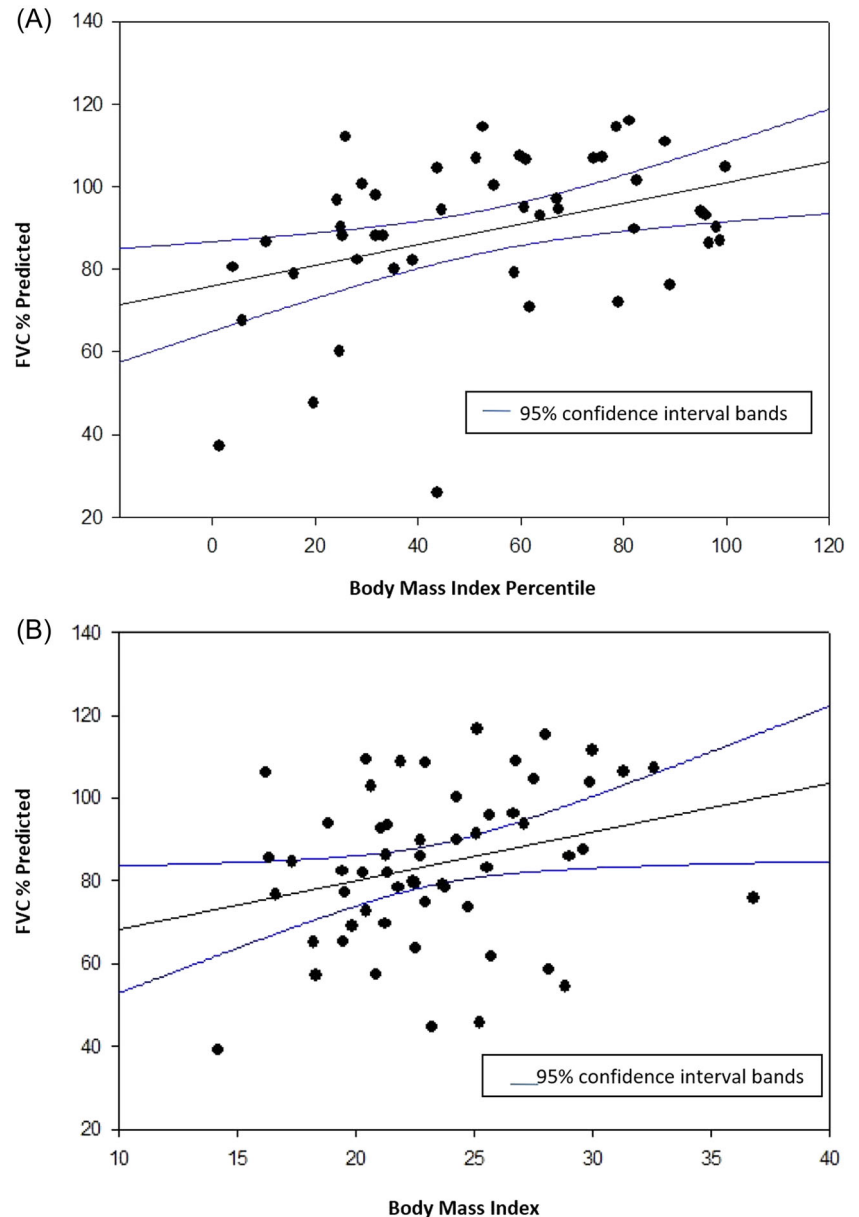 (A)
140
120
100
80
60
40
20
FVC % Predicted
95% confidence interval bands
0 20 40 60 80 100 120
Body Mass Index Percentile
(B)
140
120
100
80
60
40
20
FVC % Predicted
95% confidence interval bands
10 15 20 25 30 35 40
Body Mass Index